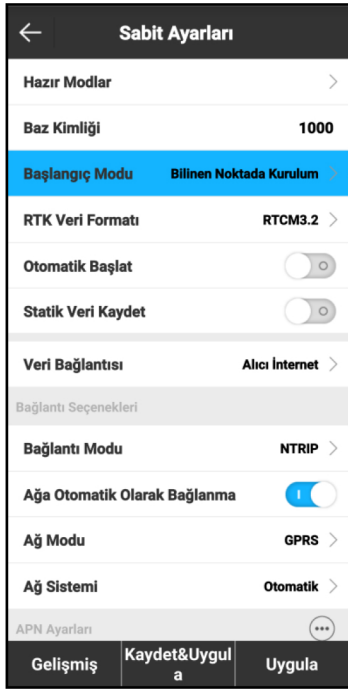 Sabit Ayarları
Hazır Modlar
Baz Kimliği 1000
Başlangıç Modu Bilinen Noktada Kurulum
RTK Veri Formatı RTCM3.2
Otomatik Başlat
Statik Veri Kaydet
Veri Bağlantısı Alıcı İnternet
Bağlantı Seçenekleri
Bağlantı Modu NTRIP
Ağa Otomatik Olarak Bağlanma
Ağ Modu GPRS
Ağ Sistemi Otomatik
APN Ayarları
Gelişmiş Kaydet&Uygul
a Uygula